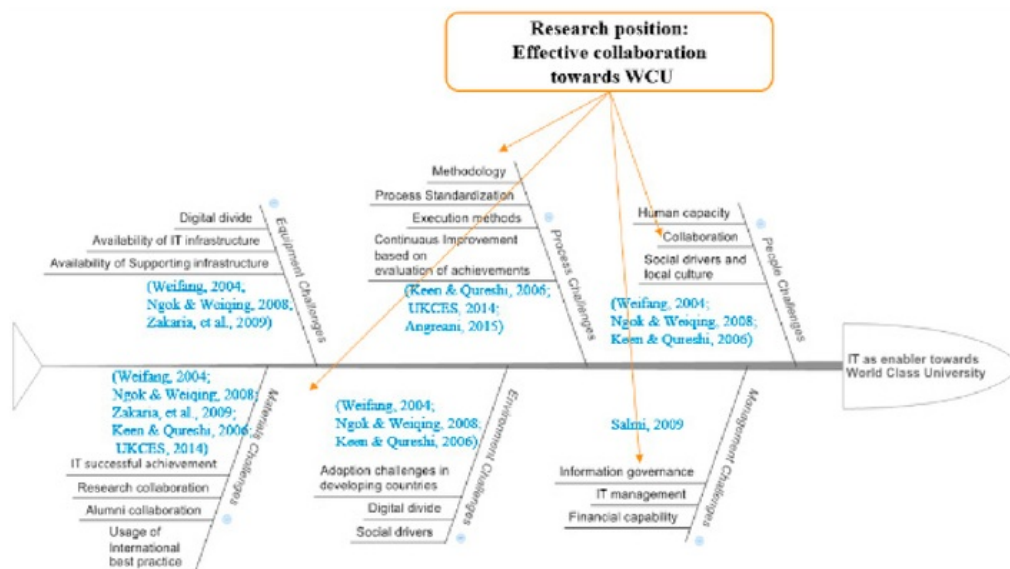 Research position:
Effective collaboration
towards WCU
Methodology
Process Standardization
Execution methods
Continuous Improvement
based on
evaluation of achievements
(Keen & Qureshi, 2006;
UKCES, 2014;
Angreani, 2015)
Process Challenges
Digital divide
Availability of IT infrastructure
Availability of Supporting infrastructure
(Weifang, 2004,
Ngok & Weiqing, 2008,
Zakaria, et al., 2009)
Equipment Challenges
Human capacity
Collaboration
Social drivers and
local culture
(Weifang, 2004;
Ngok & Weiqing, 2008;
Keen & Qureshi, 2006)
People Challenges
IT as enabler towards
World Class University
(Weifang, 2004;
Ngok & Weiqing, 2008;
Zakaria, et al., 2009;
Keen & Qureshi, 2006;
UKCES, 2014)
IT successful achievement
Research collaboration
Alumni collaboration
Usage of
International
best practice
Materials Challenges
(Weifang, 2004;
Ngok & Weiqing, 2008;
Keen & Qureshi, 2006)
Adoption challenges in
developing countries
Digital divide
Social drivers
Environment Challenges
Salmi, 2009
Information governance
IT management
Financial capability
Management Challenges